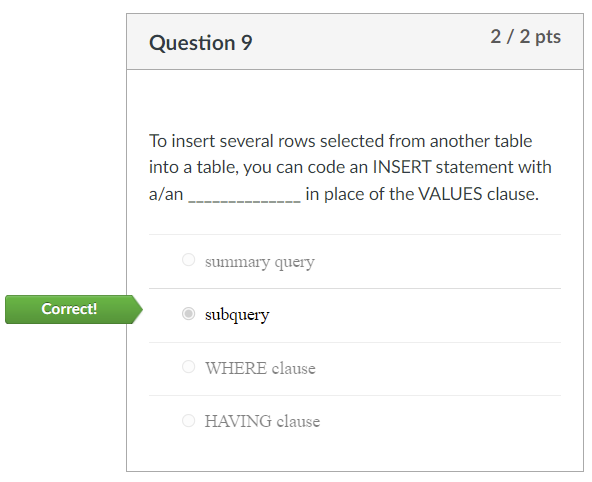 Question 9
2 / 2 pts
To insert several rows selected from another table
into a table, you can code an INSERT statement with
a/an ______________ in place of the VALUES clause.
summary query
Correct!
subquery
WHERE clause
HAVING clause